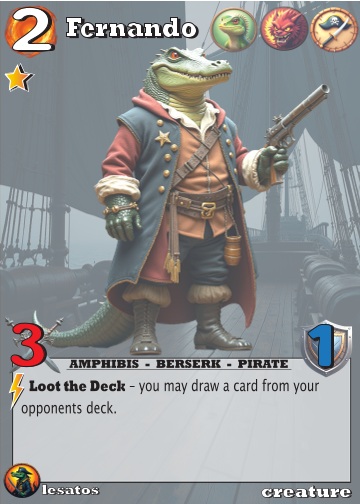 2 Fernando
3
1
AMPHIBIS - BERSERK - PIRATE
Loot the Deck - you may draw a card from your
opponents deck.
lesatos
creature